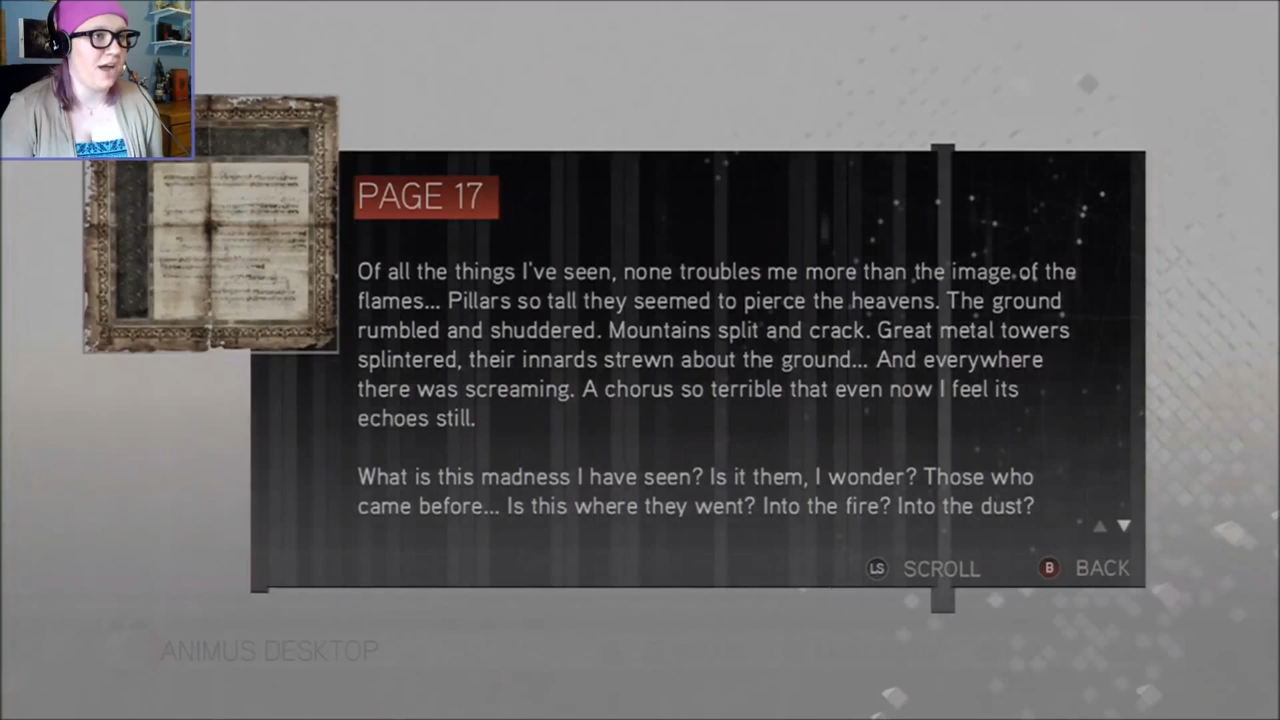 PAGE 17
Of all the things I've seen, none troubles me more than the image of the
flames... Pillars so tall they seemed to pierce the heavens. The ground
rumbled and shuddered. Mountains split and crack. Great metal towers
splintered, their innards strewn about the ground... And everywhere
there was screaming. A chorus so terrible that even now I feel its
echoes still.
What is this madness I have seen? Is it them, I wonder? Those who
came before... Is this where they went? Into the fire? Into the dust?
LS SCROLL B BACK
ANIMUS DESKTOP